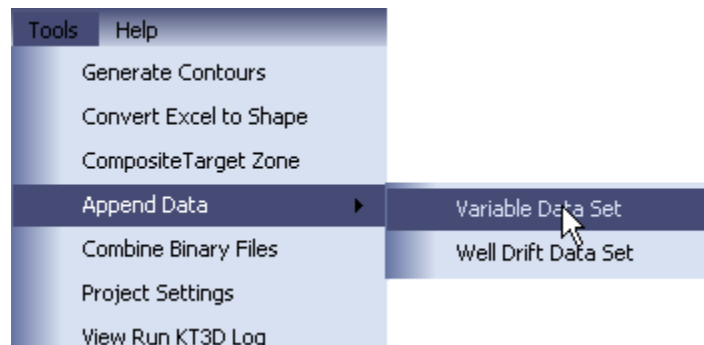 Tools Help
Generate Contours
Convert Excel to Shape
CompositeTarget Zone
Append Data
Variable Data Set
Combine Binary Files
Well Drift Data Set
Project Settings
View Run KT3D Log